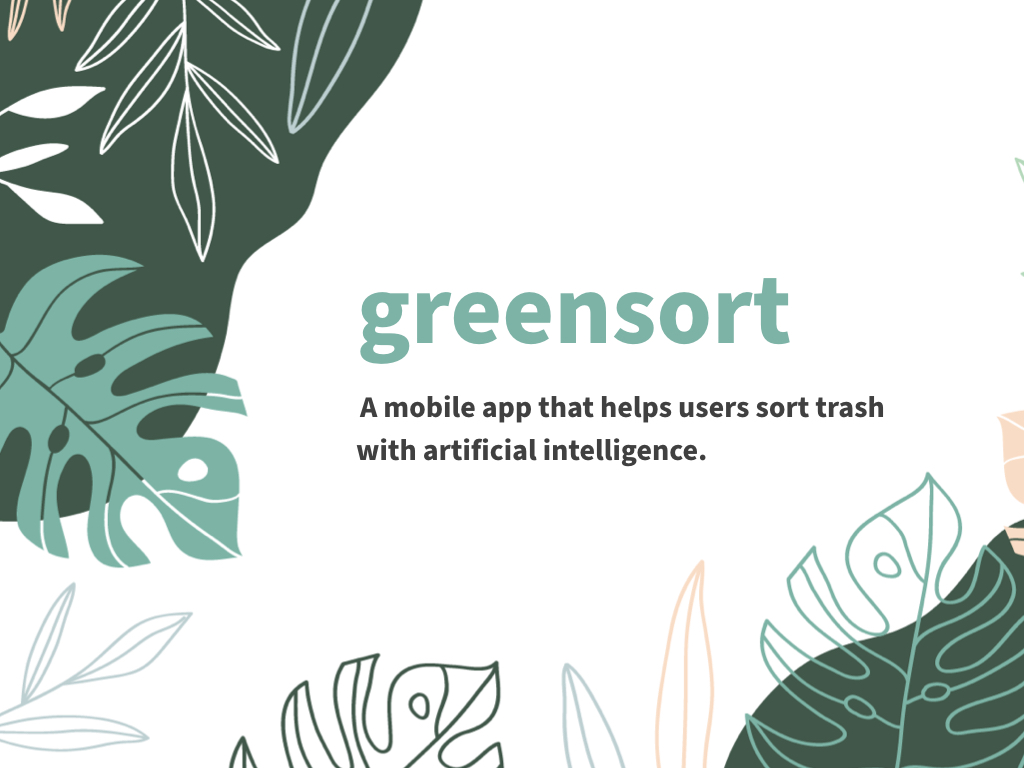 greensort
A mobile app that helps users sort trash
with artificial intelligence.